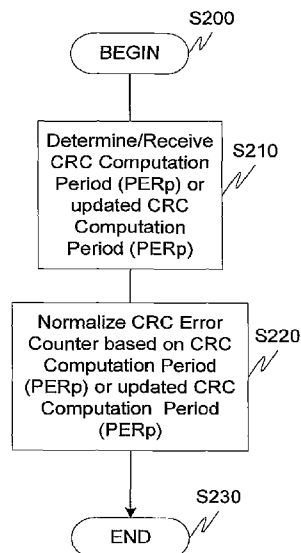 S200
BEGIN
S210
Determine/Receive
CRC Computation
Period (PERp) or
updated CRC
Computation
Period (PERp)
S220
Normalize CRC Error
Counter based on CRC
Computation Period
(PERp) or updated CRC
Computation Period
(PERp)
S230
END